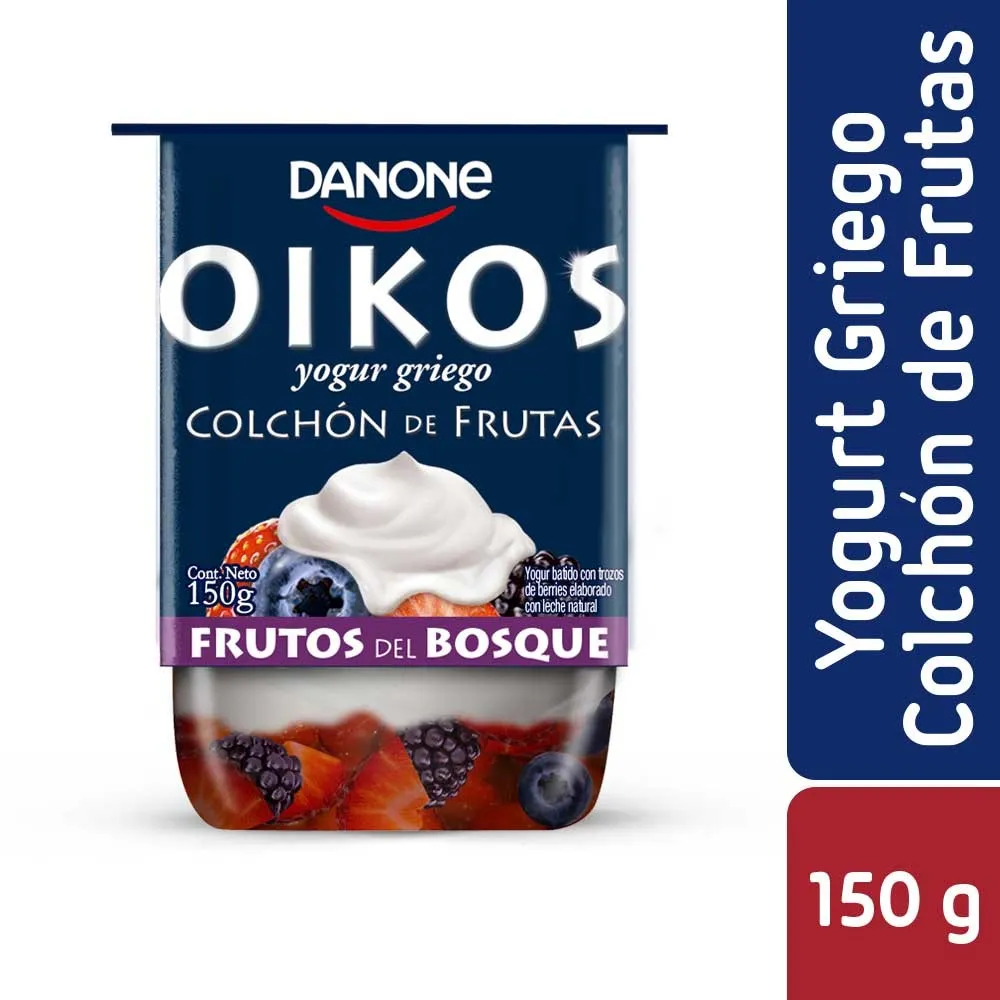 DANONE
OIKOS
yogur griego
COLCHÓN DE FRUTAS
Cont. Neto
150g
Yogur batido con trozos
de berries elaborado
con leche natural
FRUTOS DEL BOSQUE
Yogurt Griego
Colchón de Frutas
150 g